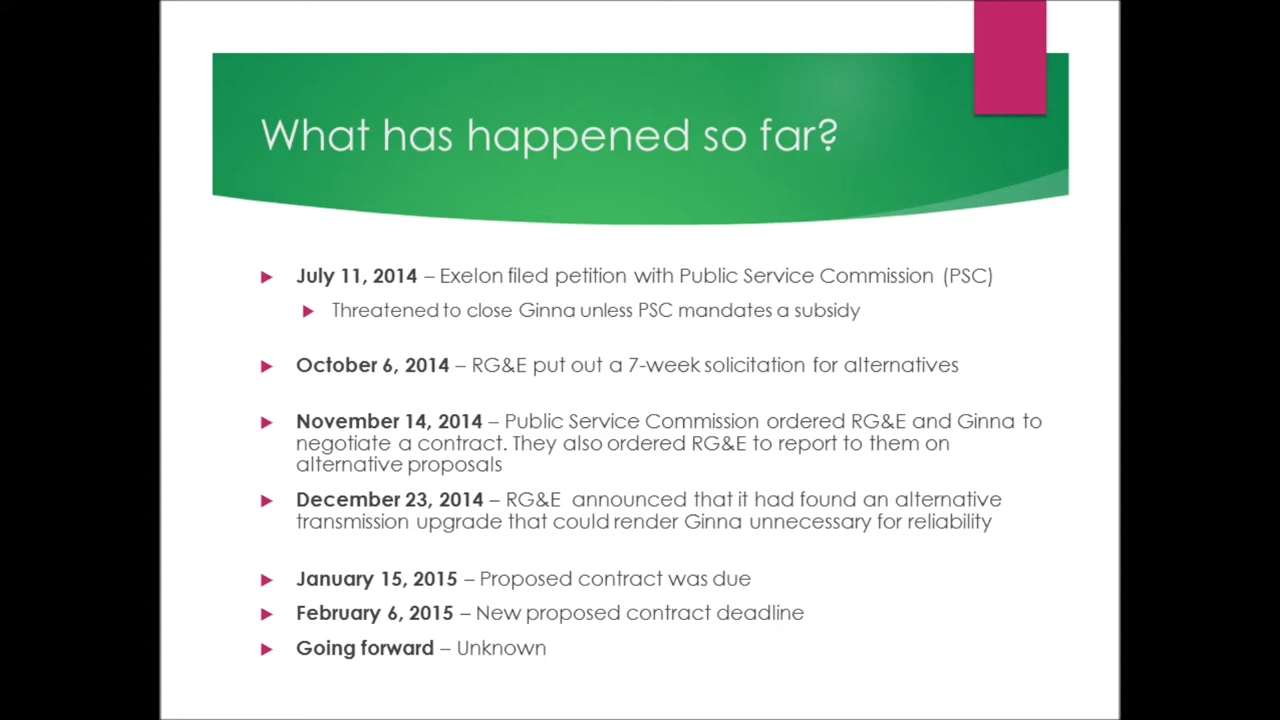 What has happened so far?
July 11, 2014 – Exelon filed petition with Public Service Commission (PSC)
Threatened to close Ginna unless PSC mandates a subsidy
October 6, 2014 – RG&E put out a 7-week solicitation for alternatives
November 14, 2014 – Public Service Commission ordered RG&E and Ginna to
negotiate a contract. They also ordered RG&E to report to them on
alternative proposals
December 23, 2014 – RG&E  announced that it had found an alternative
transmission upgrade that could render Ginna unnecessary for reliability
January 15, 2015 – Proposed contract was due
February 6, 2015 – New proposed contract deadline
Going forward – Unknown